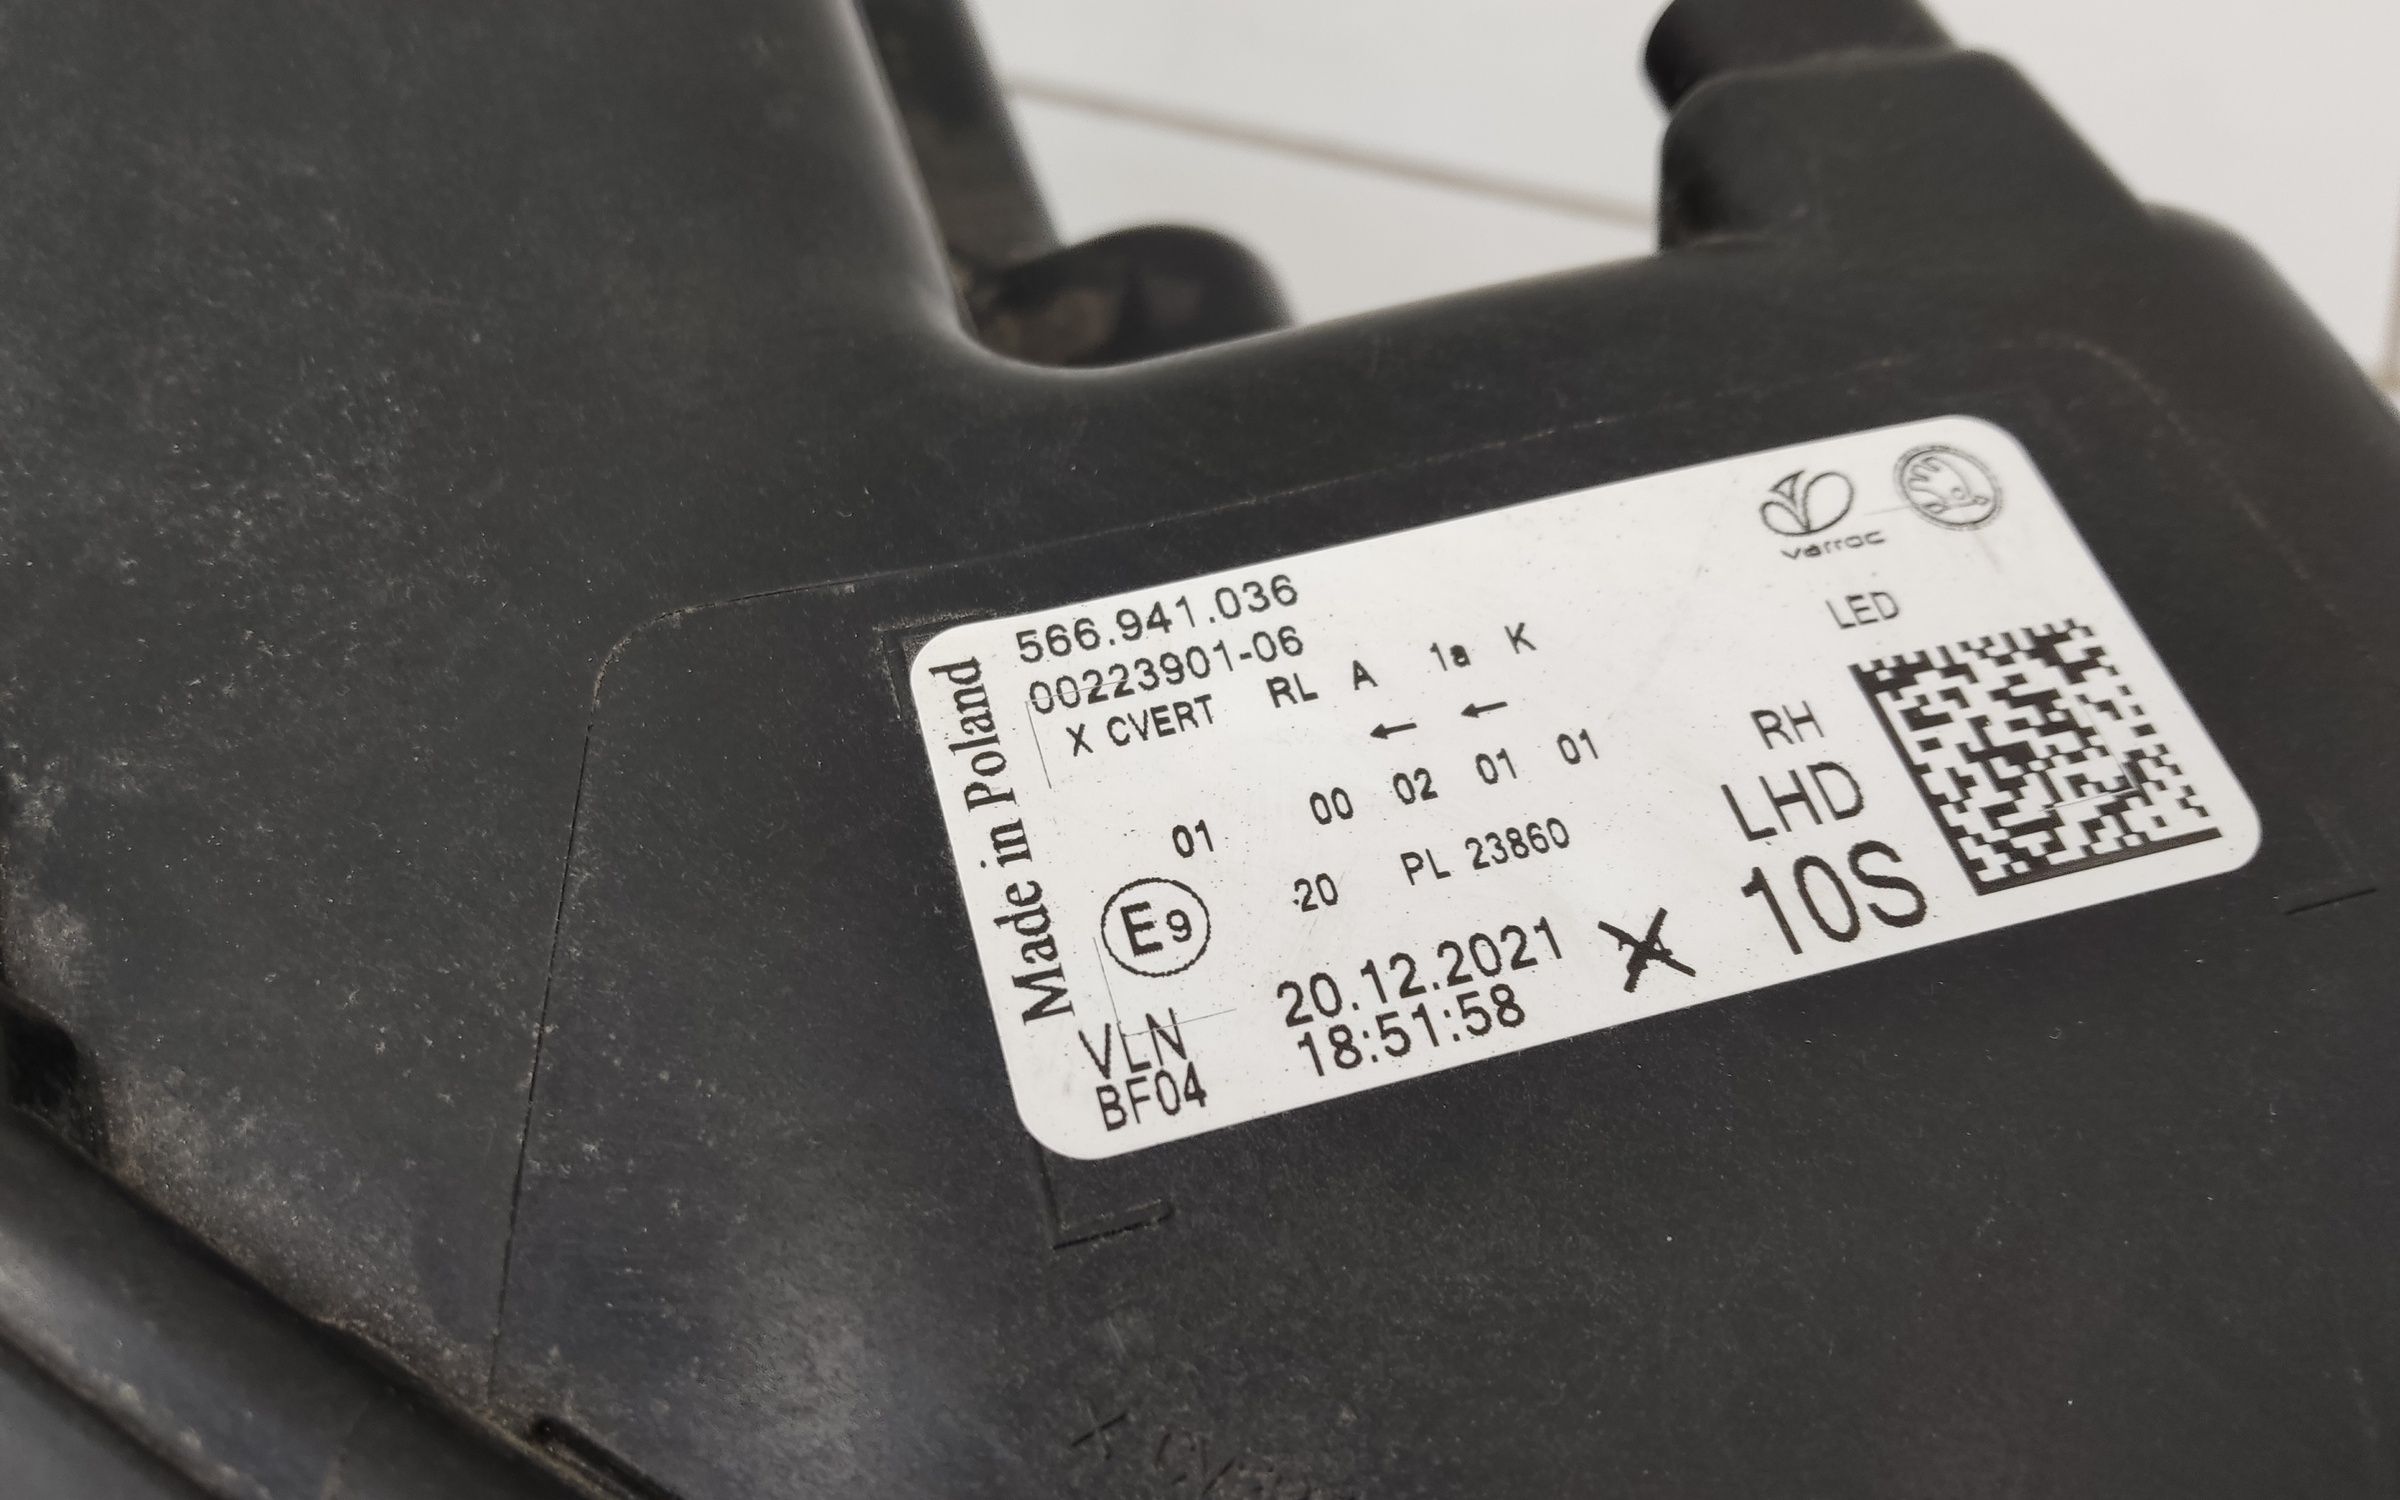 varroc
566.941.036
00223901-06
LED
X CVERT RL A 1a K
← ←
RH
01 00 02 01 01
LHD
E9 20 PL 23860
10S
VLN 20.12.2021 X
BF04 18:51:58
Made in Poland